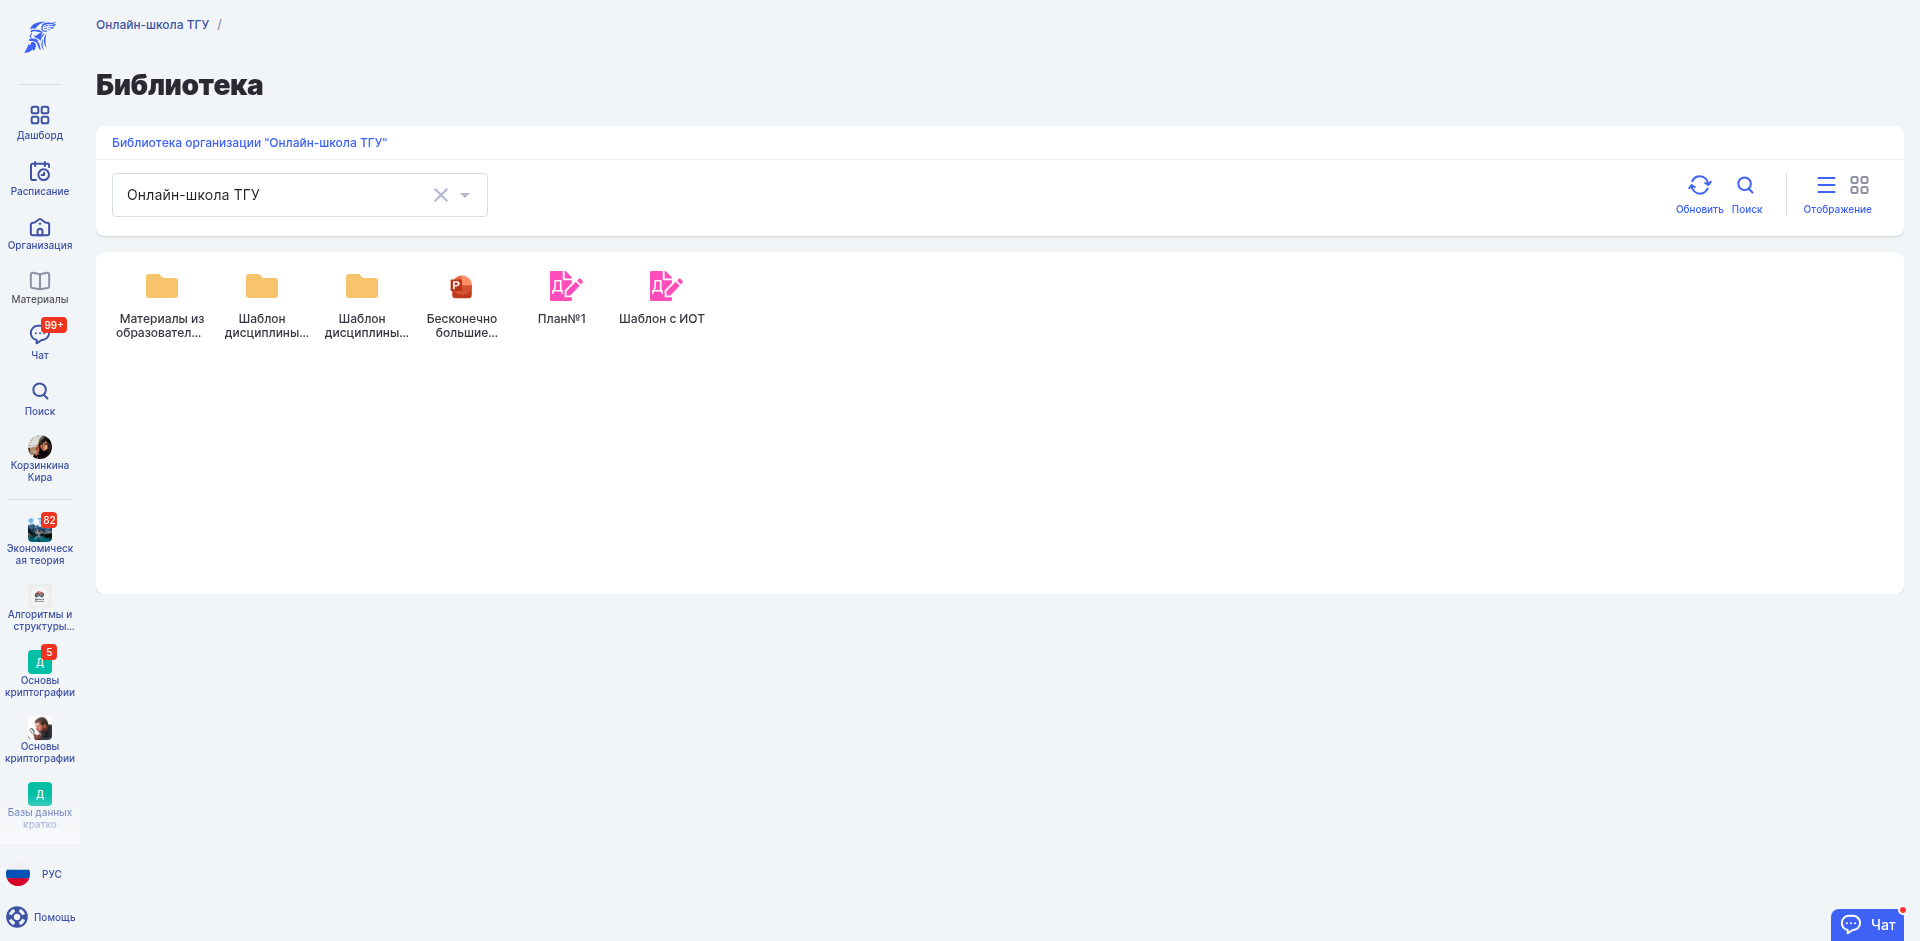 Онлайн-школа ТГУ /
Библиотека
Библиотека организации "Онлайн-школа ТГУ"
Онлайн-школа ТГУ
Обновить
Поиск
Отображение
Материалы из
образовател...
Шаблон
дисциплины...
Шаблон
дисциплины...
P
Бесконечно
большие...
Д
План№1
Д
Шаблон с ИОТ
Дашборд
Расписание
Организация
Материалы
99+
Чат
Поиск
Корзинкина
Кира
82
Экономическ
ая теория
Алгоритмы и
структуры...
5
Д
Основы
криптографии
Основы
криптографии
Д
Базы данных
кратко
РУС
Помощь
Чат